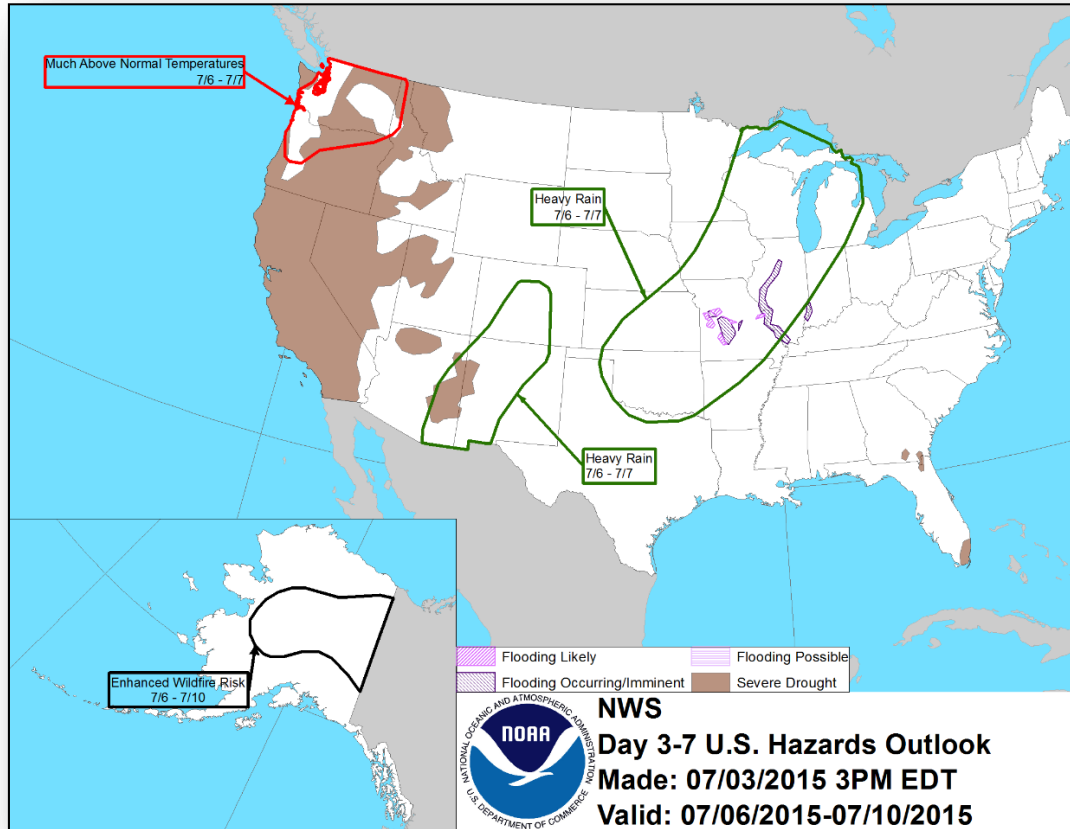 Much Above Normal Temperatures
7/6 - 7/7
Heavy Rain
7/6 - 7/7
Heavy Rain
7/6 - 7/7
Enhanced Wildfire Risk
7/6 - 7/10
Flooding Likely
Flooding Possible
Flooding Occurring/Imminent
Severe Drought
NATIONAL OCEANIC AND ATMOSPHERIC ADMINISTRATION
NOAA
U.S. DEPARTMENT OF COMMERCE
NWS
Day 3-7 U.S. Hazards Outlook
Made: 07/03/2015 3PM EDT
Valid: 07/06/2015-07/10/2015